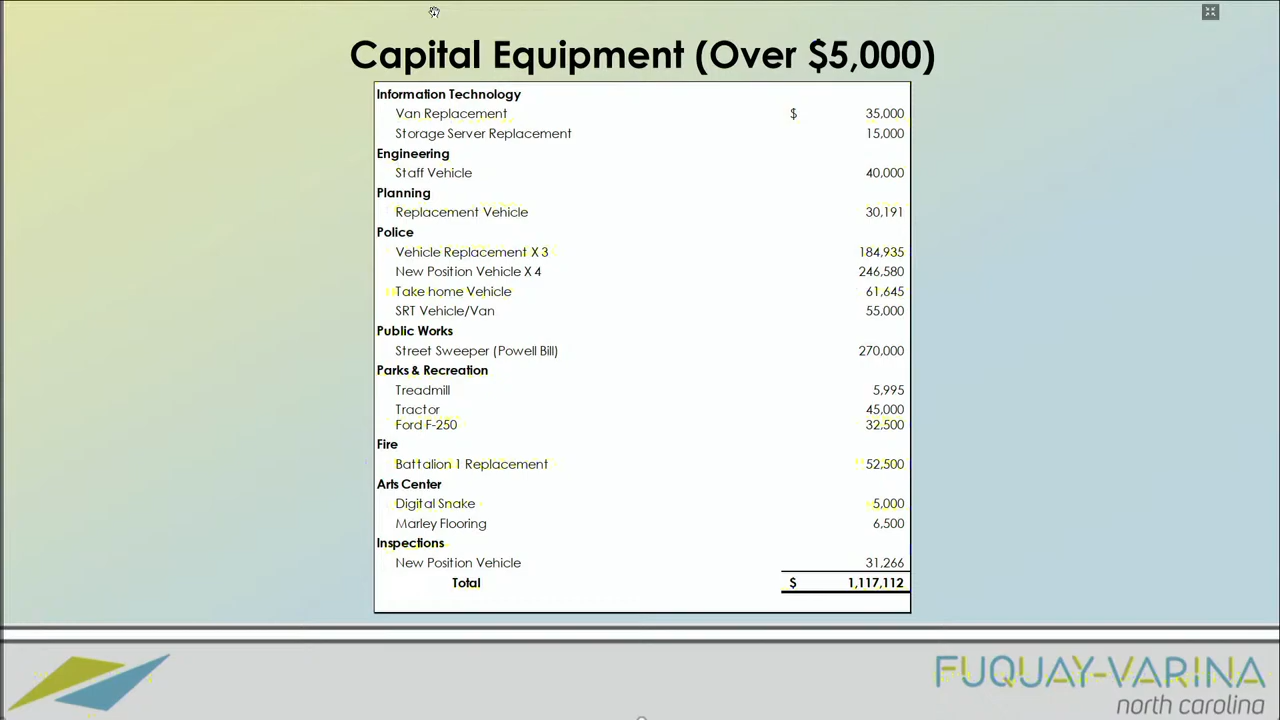 Capital Equipment (Over $5,000)
Information Technology
Van Replacement $ 35,000
Storage Server Replacement 15,000
Engineering
Staff Vehicle 40,000
Planning
Replacement Vehicle 30,191
Police
Vehicle Replacement X 3 184,935
New Position Vehicle X 4 246,580
Take home Vehicle 61,645
SRT Vehicle/Van 55,000
Public Works
Street Sweeper (Powell Bill) 270,000
Parks & Recreation
Treadmill 5,995
Tractor 45,000
Ford F-250 32,500
Fire
Battalion 1 Replacement 52,500
Arts Center
Digital Snake 5,000
Marley Flooring 6,500
Inspections
New Position Vehicle 31,266
Total $ 1,117,112
FUQUAY-VARINA
north carolina